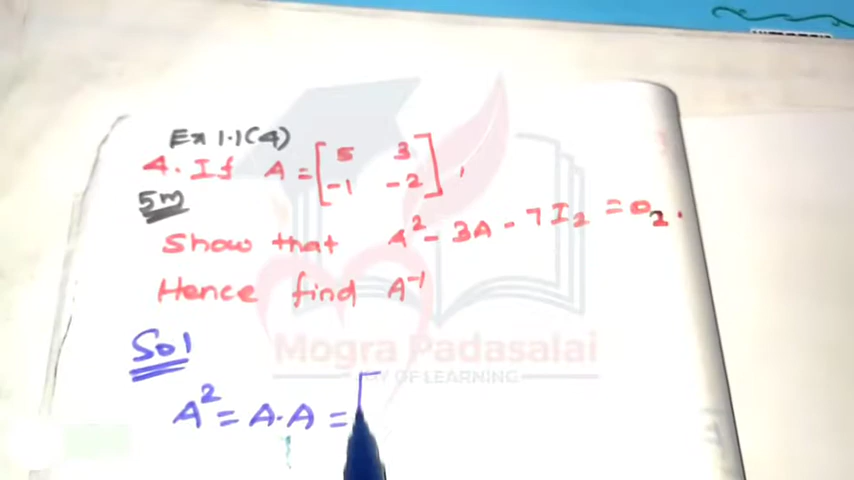 Ex 1.1(4)
4. If A = [ 5 3
-1 -2 ] ,
5m
Show that A² - 3A - 7I₂ = O₂.
Hence find A⁻¹
Mogra Padasalai
OF LEARNING
Sol
A² = A.A = [